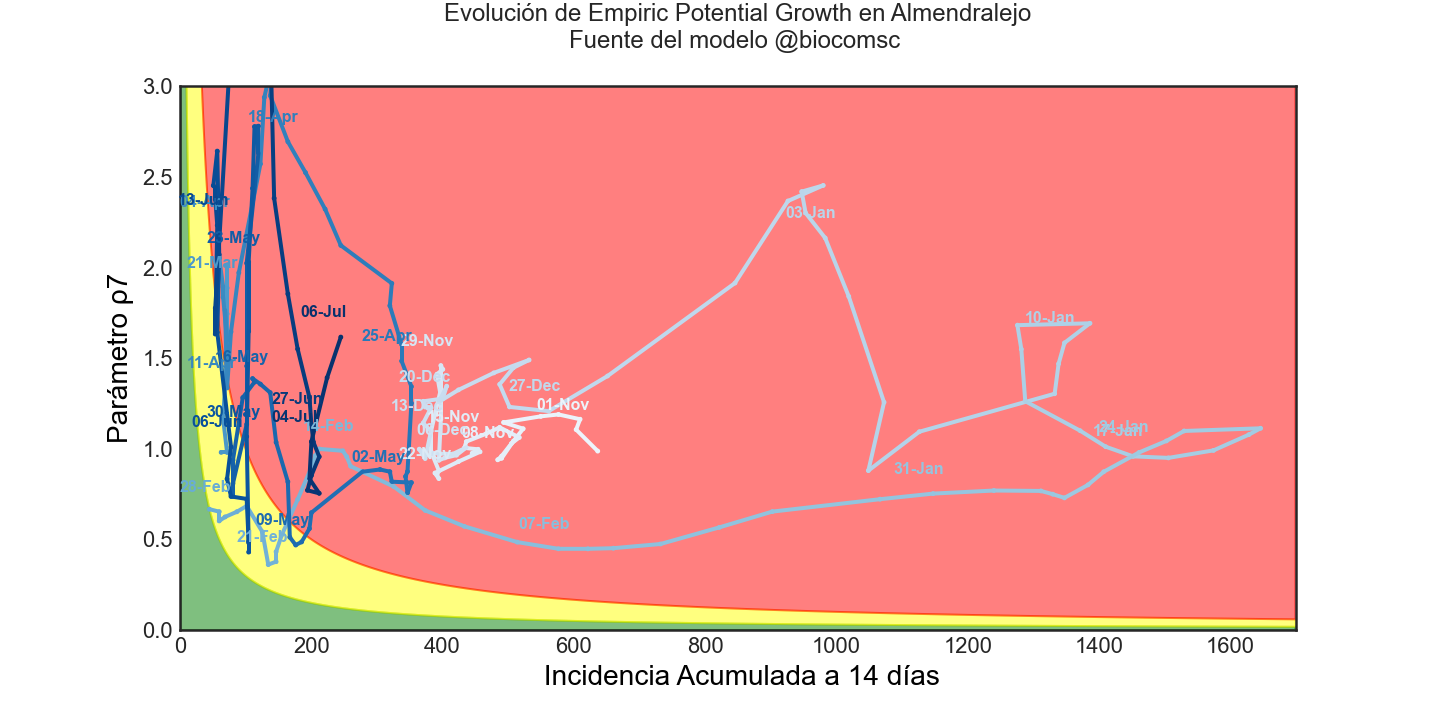 Evolución de Empiric Potential Growth en Almendralejo
Fuente del modelo @biocomsc
3.0
2.5
2.0
1.5
1.0
0.5
0.0
Parámetro ρ7
0
200
400
600
800
1000
1200
1400
1600
Incidencia Acumulada a 14 días
18-Apr
13-Jun
23-May
21-Mar
03-Jan
06-Jul
10-Jan
25-Apr
29-Nov
11-Apr
16-May
20-Dec
27-Dec
27-Jun
13-Dec
01-Nov
30-May
04-Jul
06-Jun
06-Dec
08-Nov
24-Jan
17-Jan
22-Nov
02-May
31-Jan
28-Feb
09-May
07-Feb
21-Feb